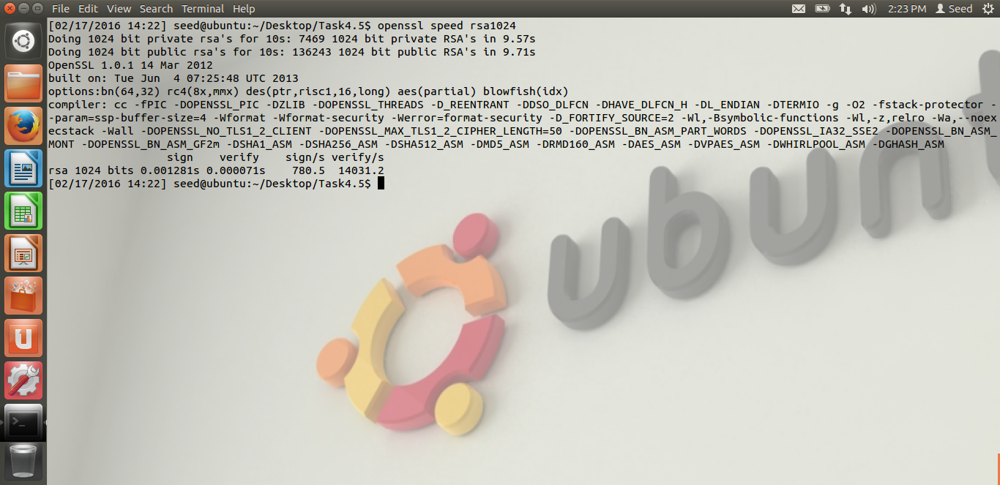 File Edit View Search Terminal Help
2:23 PM Seed
[02/17/2016 14:22] seed@ubuntu:~/Desktop/Task4.5$ openssl speed rsa1024
Doing 1024 bit private rsa's for 10s: 7469 1024 bit private RSA's in 9.57s
Doing 1024 bit public rsa's for 10s: 136243 1024 bit public RSA's in 9.71s
OpenSSL 1.0.1 14 Mar 2012
built on: Tue Jun  4 07:25:48 UTC 2013
options:bn(64,32) rc4(8x,mmx) des(ptr,risc1,16,long) aes(partial) blowfish(idx)
compiler: cc -fPIC -DOPENSSL_PIC -DZLIB -DOPENSSL_THREADS -D_REENTRANT -DDSO_DLFCN -DHAVE_DLFCN_H -DL_ENDIAN -DTERMIO -g -O2 -fstack-protector -
-param=ssp-buffer-size=4 -Wformat -Wformat-security -Werror=format-security -D_FORTIFY_SOURCE=2 -Wl,-Bsymbolic-functions -Wl,-z,relro -Wa,--noex
ecstack -Wall -DOPENSSL_NO_TLS1_2_CLIENT -DOPENSSL_MAX_TLS1_2_CIPHER_LENGTH=50 -DOPENSSL_BN_ASM_PART_WORDS -DOPENSSL_IA32_SSE2 -DOPENSSL_BN_ASM_
MONT -DOPENSSL_BN_ASM_GF2m -DSHA1_ASM -DSHA256_ASM -DSHA512_ASM -DMD5_ASM -DRMD160_ASM -DAES_ASM -DVPAES_ASM -DWHIRLPOOL_ASM -DGHASH_ASM
                  sign    verify    sign/s verify/s
rsa 1024 bits 0.001281s 0.000071s    780.5  14031.2
[02/17/2016 14:22] seed@ubuntu:~/Desktop/Task4.5$
ubunt